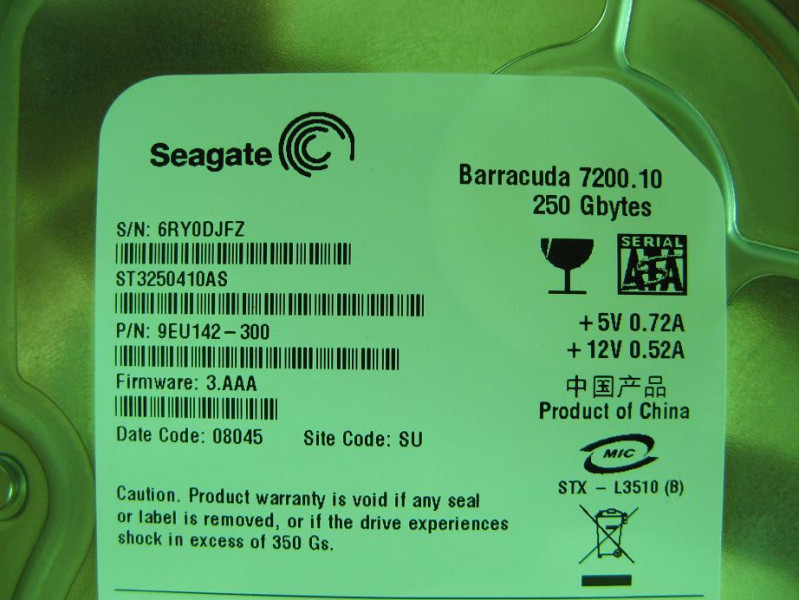 Seagate
Barracuda 7200.10
250 Gbytes
S/N: 6RY0DJFZ
ST3250410AS
P/N: 9EU142-300
Firmware: 3.AAA
Date Code: 08045 Site Code: SU
SERIAL
ATA
+5V 0.72A
+12V 0.52A
中国产品
Product of China
MIC
STX - L3510 (B)
Caution. Product warranty is void if any seal
or label is removed, or if the drive experiences
shock in excess of 350 Gs.